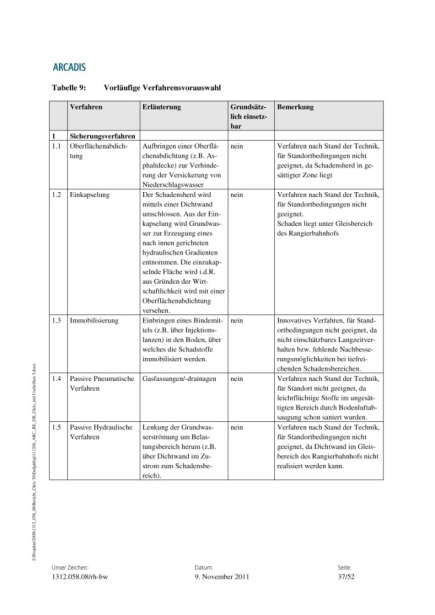 ARCADIS
Tabelle 9: Vorläufige Verfahrensvorauswahl
Verfahren
Erläuterung
Grundsätz-
lich einsetz-
bar
Bemerkung
1 Sicherungsverfahren
1.1
Oberflächenabdich-
tung
Aufbringen einer Oberflä-
chenabdichtung (z.B. As-
phaltdecke) zur Verhinde-
rung der Versickerung von
Niederschlagswasser
nein
Verfahren nach Stand der Technik,
für Standortbedingungen nicht
geeignet, da Schadensherd in ge-
sättigter Zone liegt
1.2
Einkapselung
Der Schadensherd wird
mittels einer Dichtwand
umschlossen. Aus der Ein-
kapselung wird Grundwas-
ser zur Erzeugung eines
nach innen gerichteten
hydraulischen Gradienten
entnommen. Die einzukap-
selnde Fläche wird i.d.R.
aus Gründen der Wirt-
schaftlichkeit wird mit einer
Oberflächenabdichtung
versehen.
nein
Verfahren nach Stand der Technik,
für Standortbedingungen nicht
geeignet.
Schaden liegt unter Gleisbereich
des Rangierbahnhofs
1.3
Immobilisierung
Einbringen eines Bindemit-
tels (z.B. über Injektions-
lanzen) in den Boden, über
welches die Schadstoffe
immobilisiert werden.
nein
Innovatives Verfahren, für Stand-
ortbedingungen nicht geeignet, da
nicht einschätzbares Langzeitver-
halten bzw. fehlende Nachbesse-
rungsmöglichkeiten bei tiefrei-
chenden Schadensbereichen.
1.4
Passive Pneumatische
Verfahren
Gasfassungen/-drainagen
nein
Verfahren nach Stand der Technik,
für Standort nicht geeignet, da
leichtflüchtige Stoffe im ungesät-
tigten Bereich durch Bodenluftab-
saugung schon saniert wurden.
1.5
Passive Hydraulische
Verfahren
Lenkung der Grundwas-
serströmung um Belas-
tungsbereich herum (z.B.
über Dichtwand im Zu-
strom zum Schadensbe-
reich).
nein
Verfahren nach Stand der Technik,
für Standortbedingungen nicht
geeignet, da Dichtwand im Gleis-
bereich des Rangierbahnhofs nicht
realisiert werden kann.
Unser Zeichen:
1312.058.08/rh-bw
Datum:
9. November 2011
Seite:
37/52